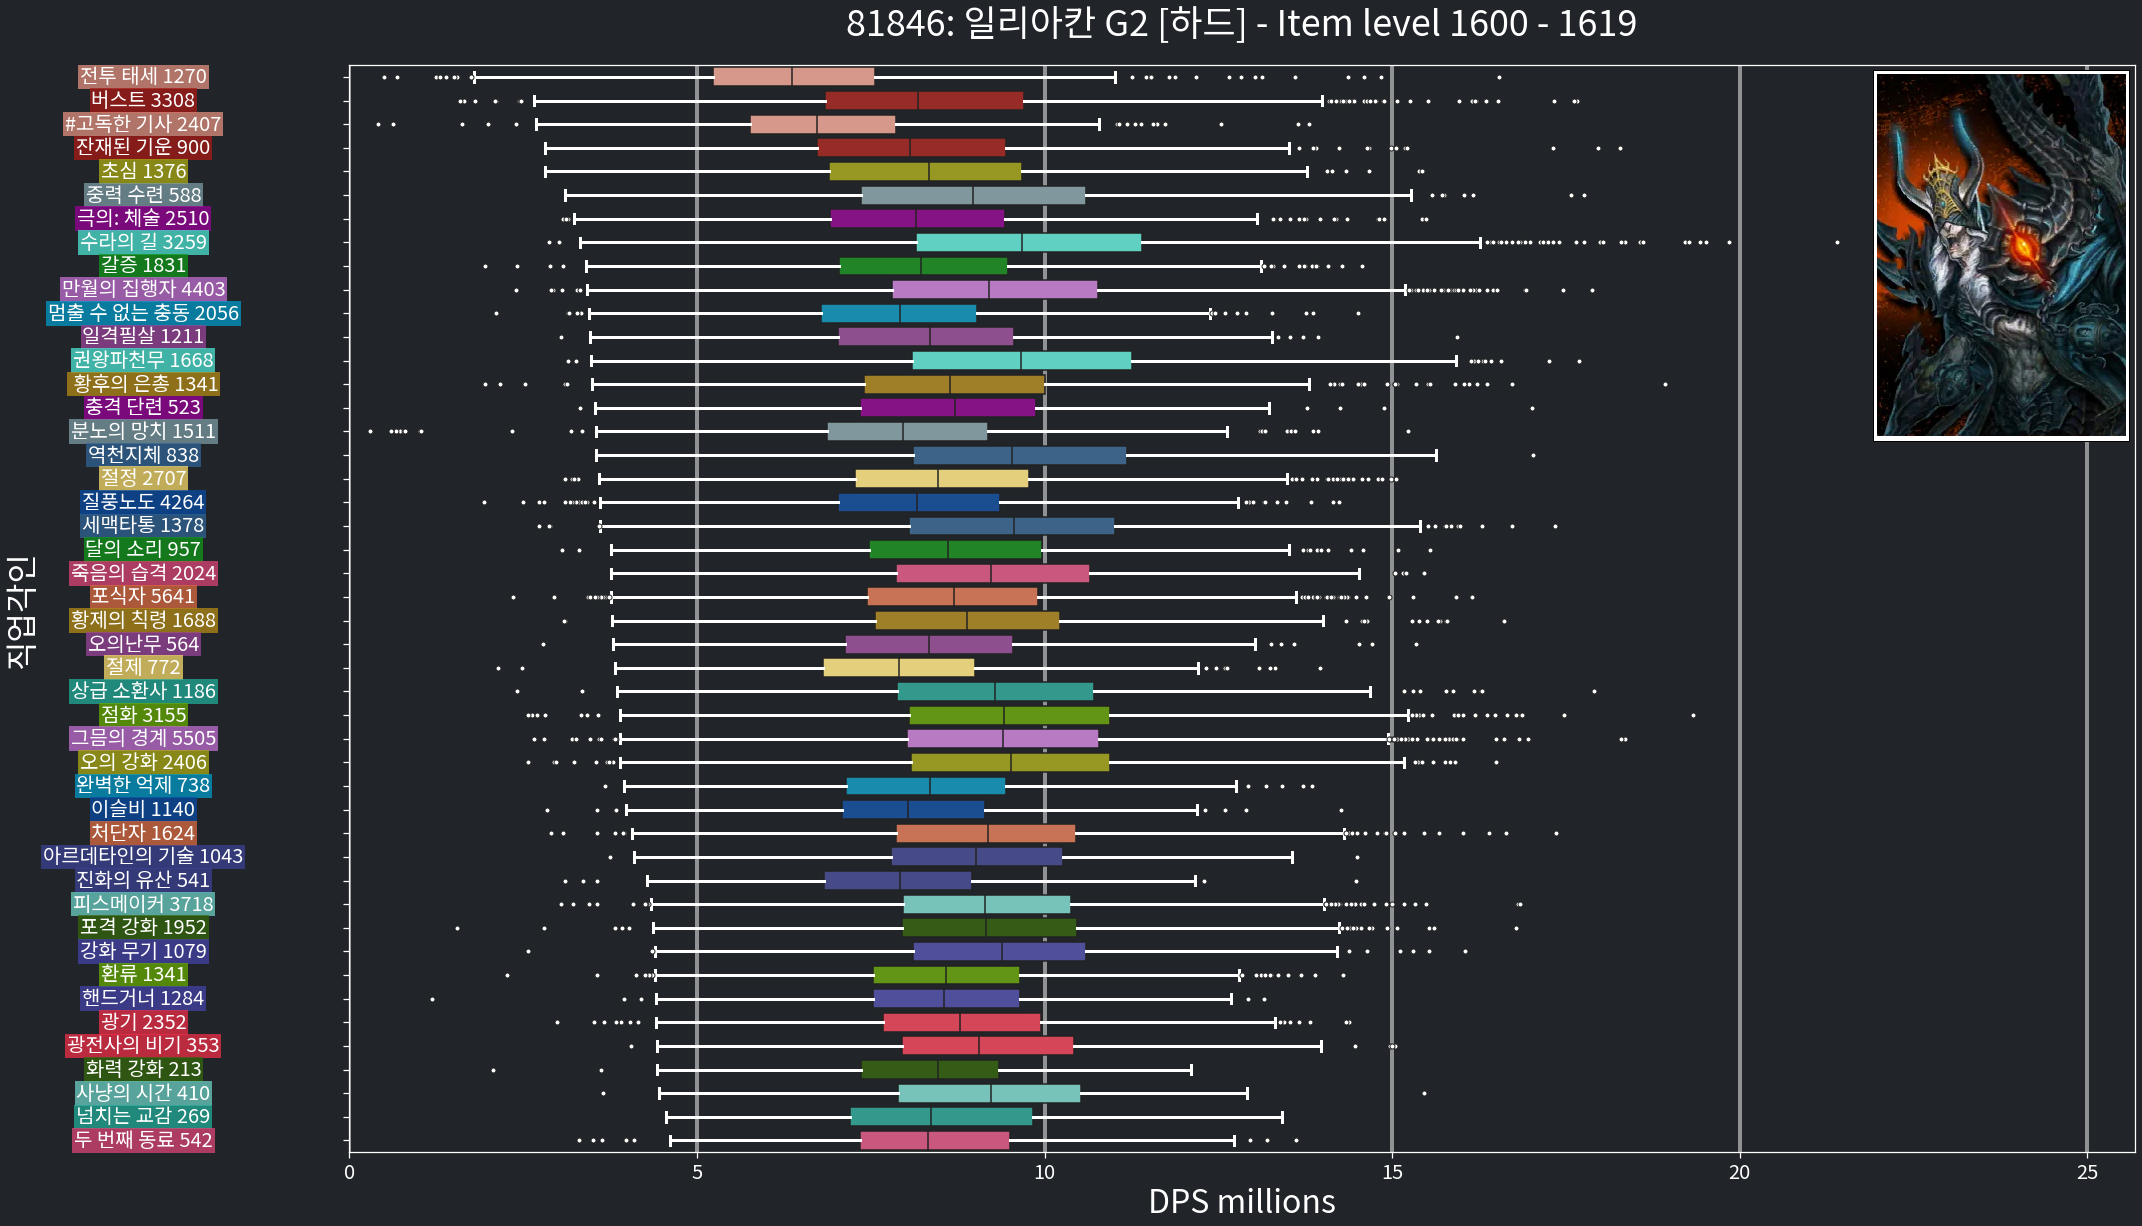 81846: 일리아칸 G2 [하드] - Item level 1600 - 1619
직업각인
전투 태세 1270
버스트 3308
#고독한 기사 2407
잔재된 기운 900
초심 1376
중력 수련 588
극의: 체술 2510
수라의 길 3259
갈증 1831
만월의 집행자 4403
멈출 수 없는 충동 2056
일격필살 1211
권왕파천무 1668
황후의 은총 1341
충격 단련 523
분노의 망치 1511
역천지체 838
절정 2707
질풍노도 4264
세맥타통 1378
달의 소리 957
죽음의 습격 2024
포식자 5641
황제의 칙령 1688
오의난무 564
절제 772
상급 소환사 1186
점화 3155
그믐의 경계 5505
오의 강화 2406
완벽한 억제 738
이슬비 1140
처단자 1624
아르데타인의 기술 1043
진화의 유산 541
피스메이커 3718
포격 강화 1952
강화 무기 1079
환류 1341
핸드거너 1284
광기 2352
광전사의 비기 353
화력 강화 213
사냥의 시간 410
넘치는 교감 269
두 번째 동료 542
0 5 10 15 20 25
DPS millions